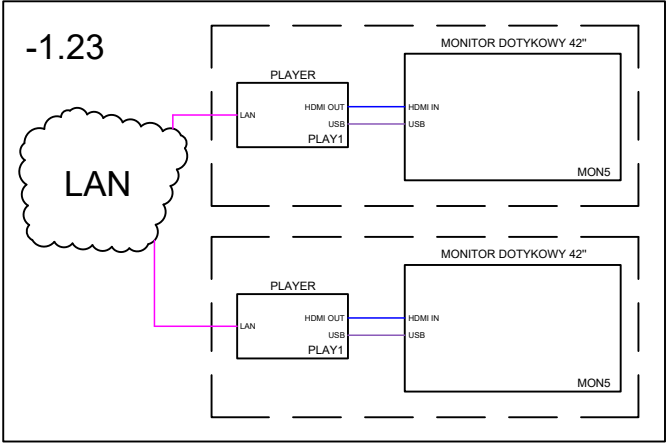 -1.23
MONITOR DOTYKOWY 42"
PLAYER
LAN
HDMI OUT
HDMI IN
USB
USB
PLAY1
MON5
LAN
MONITOR DOTYKOWY 42"
PLAYER
LAN
HDMI OUT
HDMI IN
USB
USB
PLAY1
MON5